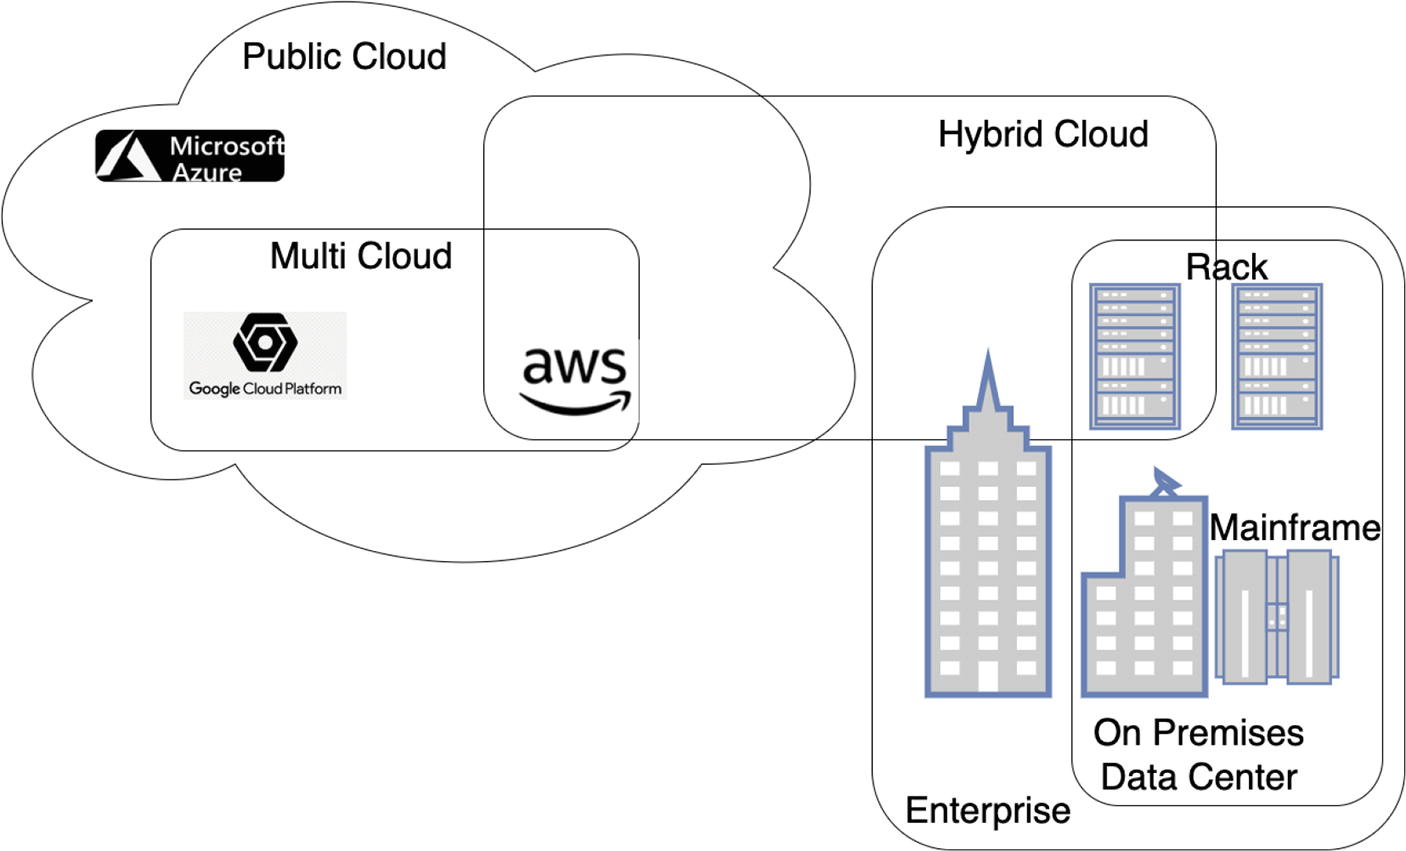 Public Cloud
Microsoft
Azure
Hybrid Cloud
Multi Cloud
Rack
Google Cloud Platform
aws
Mainframe
On Premises
Data Center
Enterprise